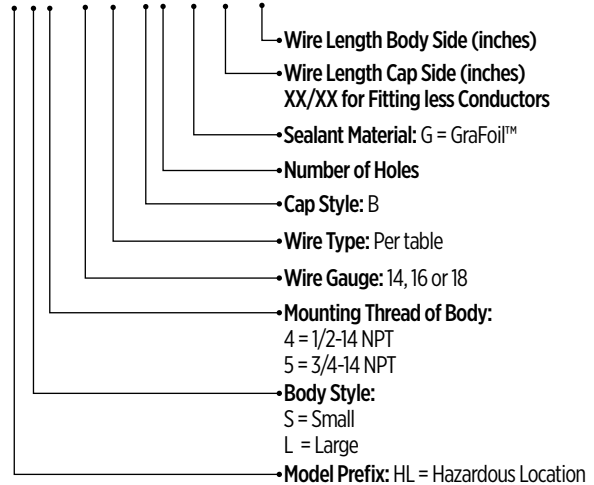 Wire Length Body Side (inches)
Wire Length Cap Side (inches)
XX/XX for Fitting less Conductors
Sealant Material: G = GraFoil™
Number of Holes
Cap Style: B
Wire Type: Per table
Wire Gauge: 14, 16 or 18
Mounting Thread of Body:
4 = 1/2-14 NPT
5 = 3/4-14 NPT
Body Style:
S = Small
L = Large
Model Prefix: HL = Hazardous Location